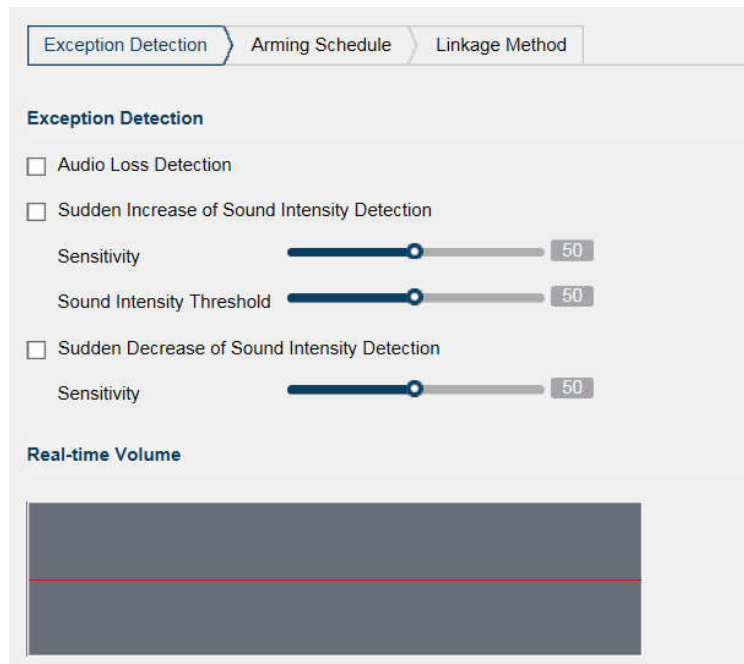 Exception Detection Arming Schedule Linkage Method
Exception Detection
Audio Loss Detection
Sudden Increase of Sound Intensity Detection
Sensitivity 50
Sound Intensity Threshold 50
Sudden Decrease of Sound Intensity Detection
Sensitivity 50
Real-time Volume